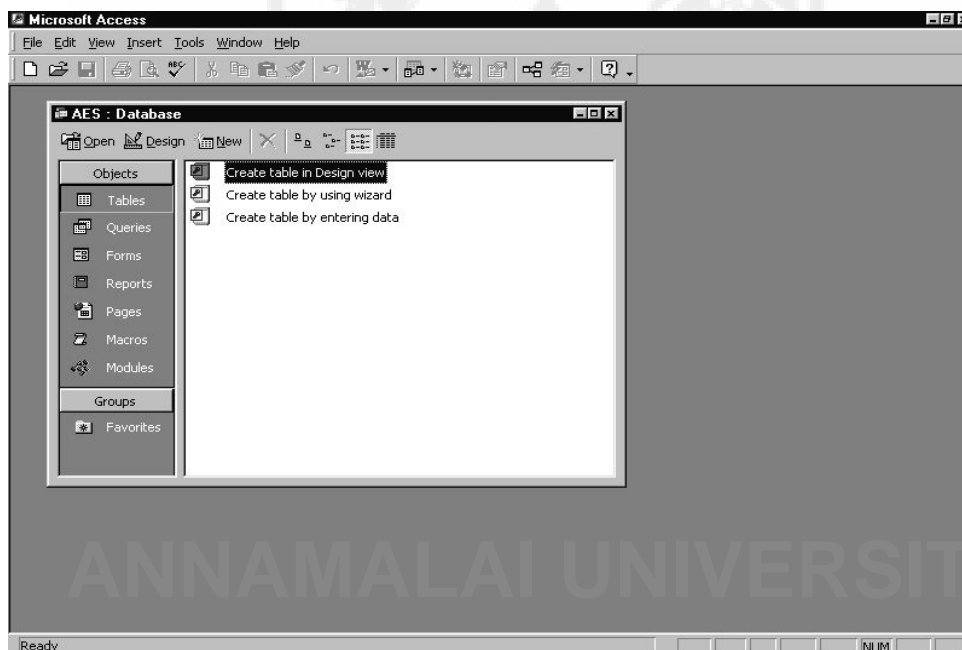 Microsoft Access
File Edit View Insert Tools Window Help
ABC
AES : Database
Open Design New
Objects
Tables
Queries
Forms
Reports
Pages
Macros
Modules
Groups
Favorites
Create table in Design view
Create table by using wizard
Create table by entering data
ANNAMALAI UNIVERSIT
Ready NUM